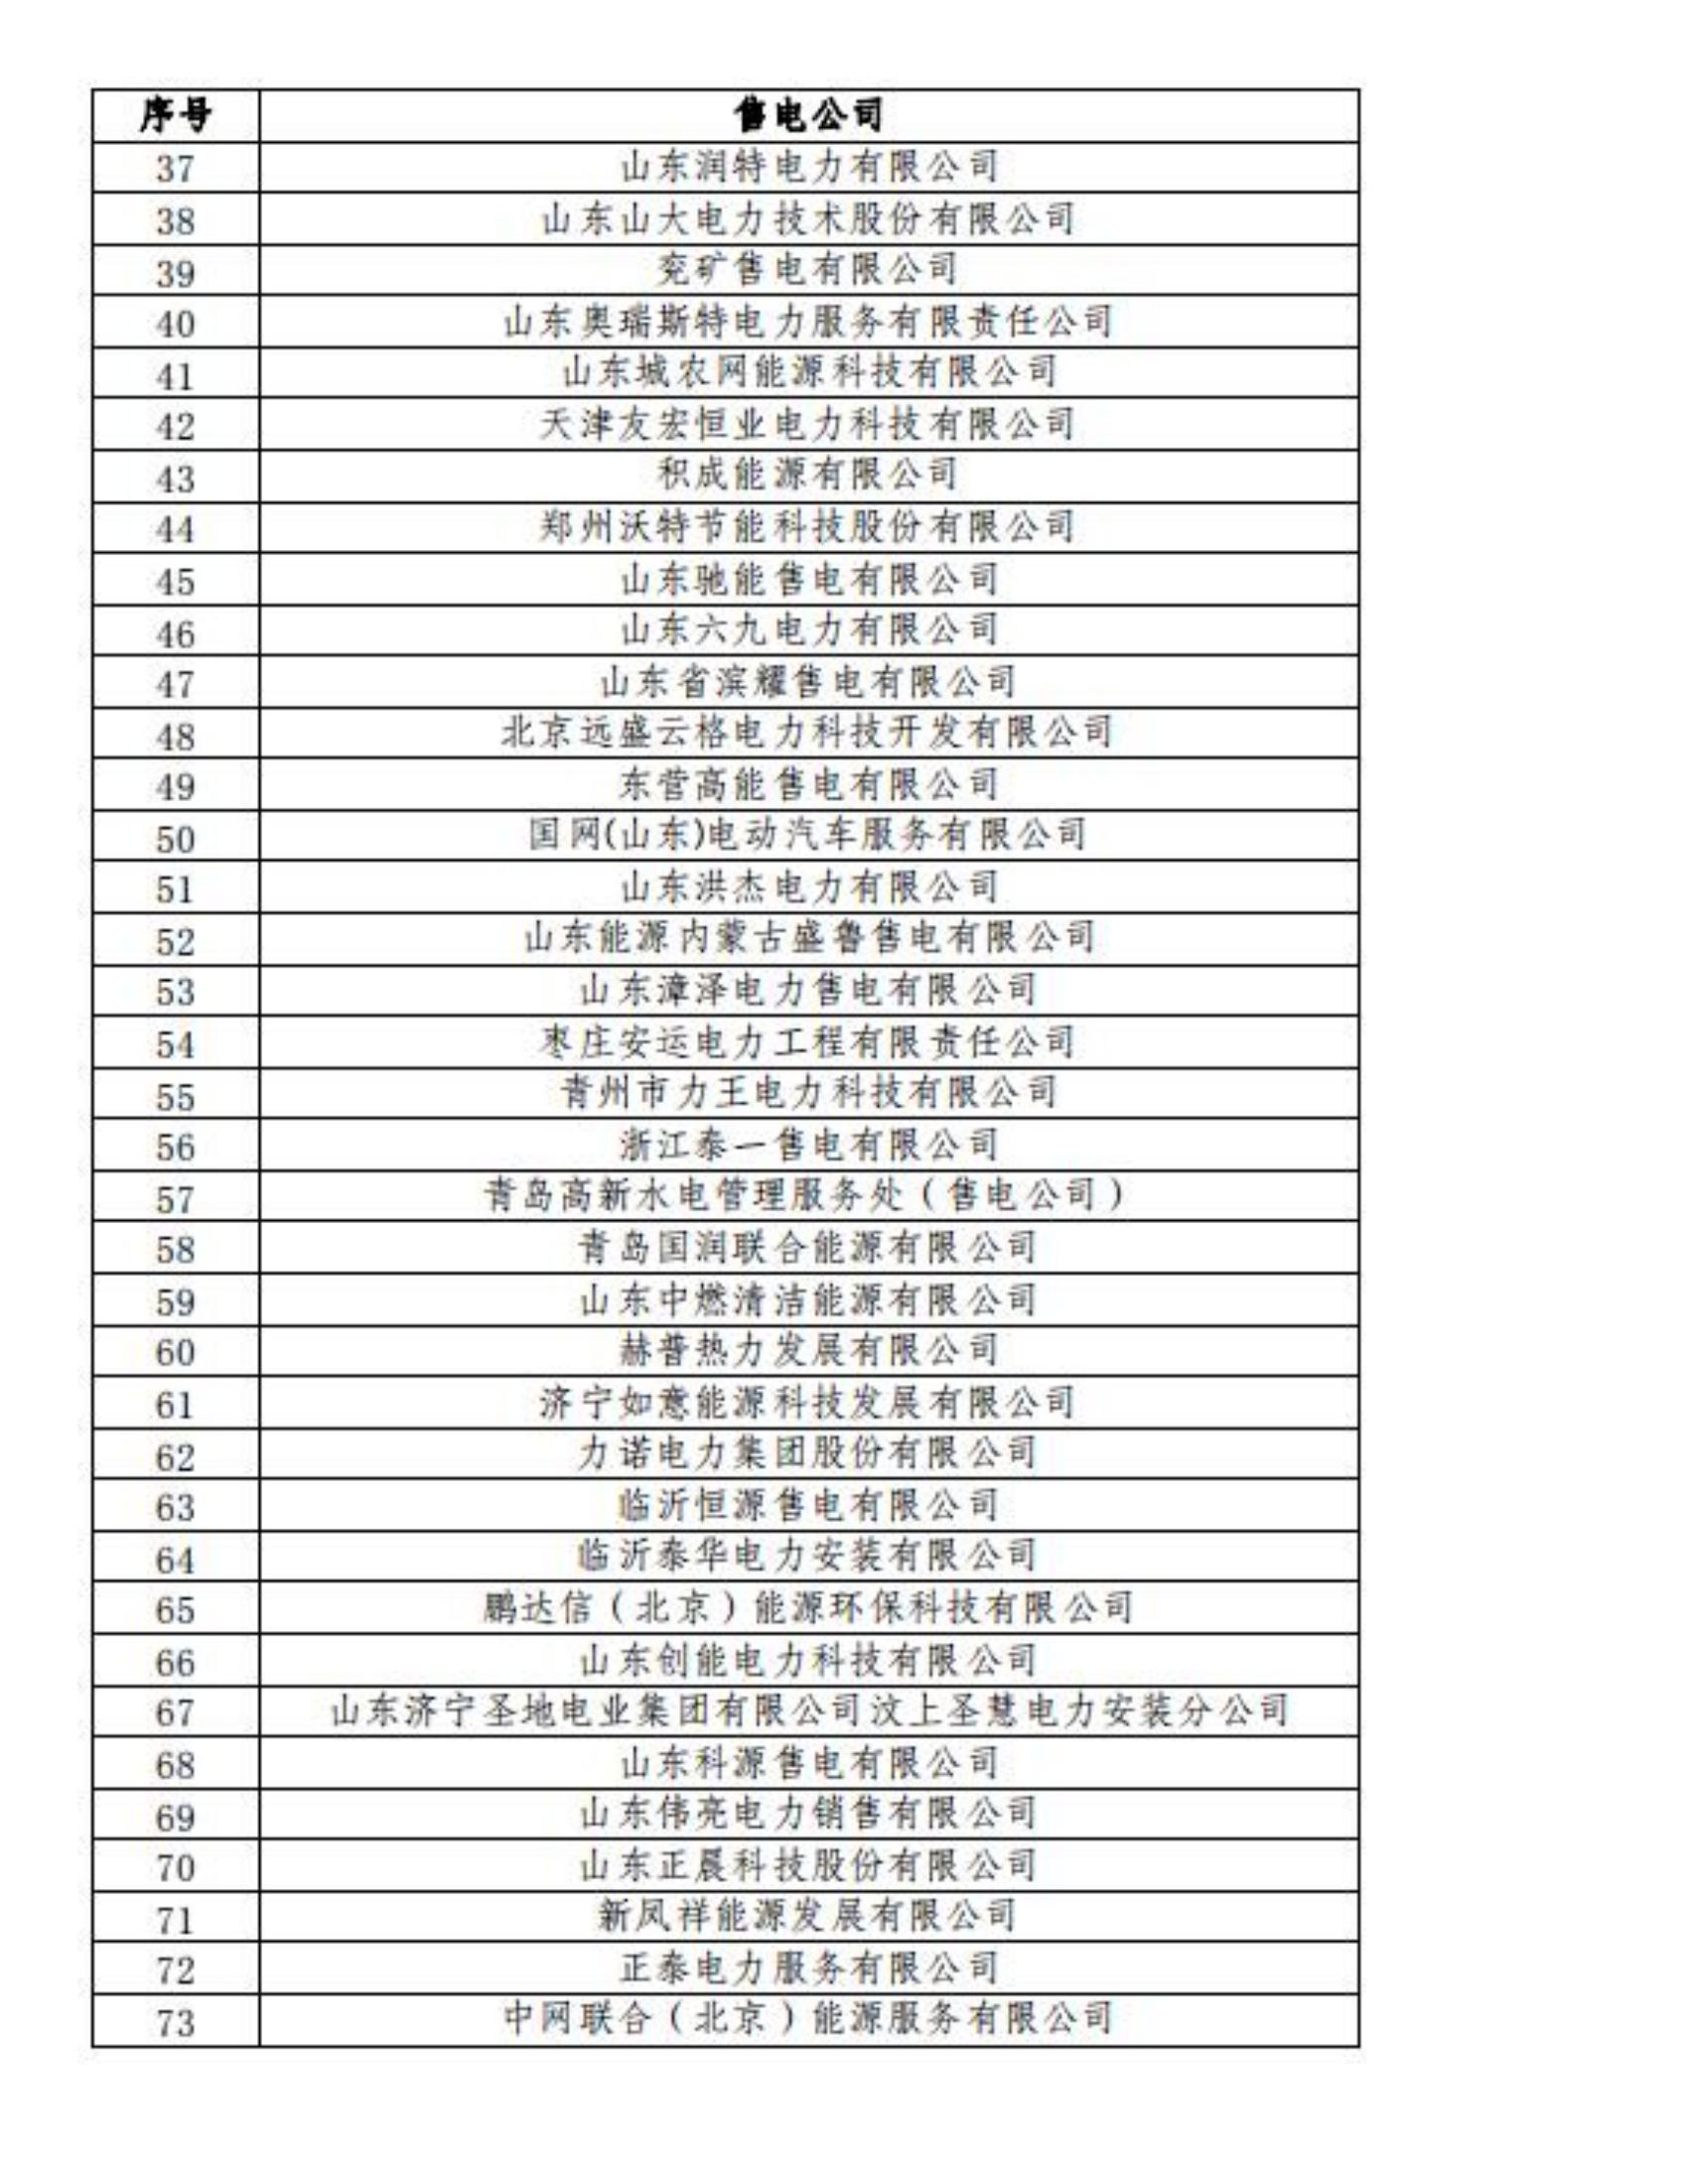 序号 售电公司
37 山东润特电力有限公司
38 山东山大电力技术股份有限公司
39 兖矿售电有限公司
40 山东奥瑞斯特电力服务有限责任公司
41 山东城农网能源科技有限公司
42 天津友宏恒业电力科技有限公司
43 积成能源有限公司
44 郑州沃特节能科技股份有限公司
45 山东驰能售电有限公司
46 山东六九电力有限公司
47 山东省滨耀售电有限公司
48 北京远盛云格电力科技开发有限公司
49 东营高能售电有限公司
50 国网(山东)电动汽车服务有限公司
51 山东洪杰电力有限公司
52 山东能源内蒙古盛鲁售电有限公司
53 山东漳泽电力售电有限公司
54 枣庄安运电力工程有限责任公司
55 青州市力王电力科技有限公司
56 浙江泰一售电有限公司
57 青岛高新水电管理服务处（售电公司）
58 青岛国润联合能源有限公司
59 山东中燃清洁能源有限公司
60 赫普热力发展有限公司
61 济宁如意能源科技发展有限公司
62 力诺电力集团股份有限公司
63 临沂恒源售电有限公司
64 临沂泰华电力安装有限公司
65 鹏达信（北京）能源环保科技有限公司
66 山东创能电力科技有限公司
67 山东济宁圣地电业集团有限公司汶上圣慧电力安装分公司
68 山东科源售电有限公司
69 山东伟亮电力销售有限公司
70 山东正晨科技股份有限公司
71 新凤祥能源发展有限公司
72 正泰电力服务有限公司
73 中网联合（北京）能源服务有限公司